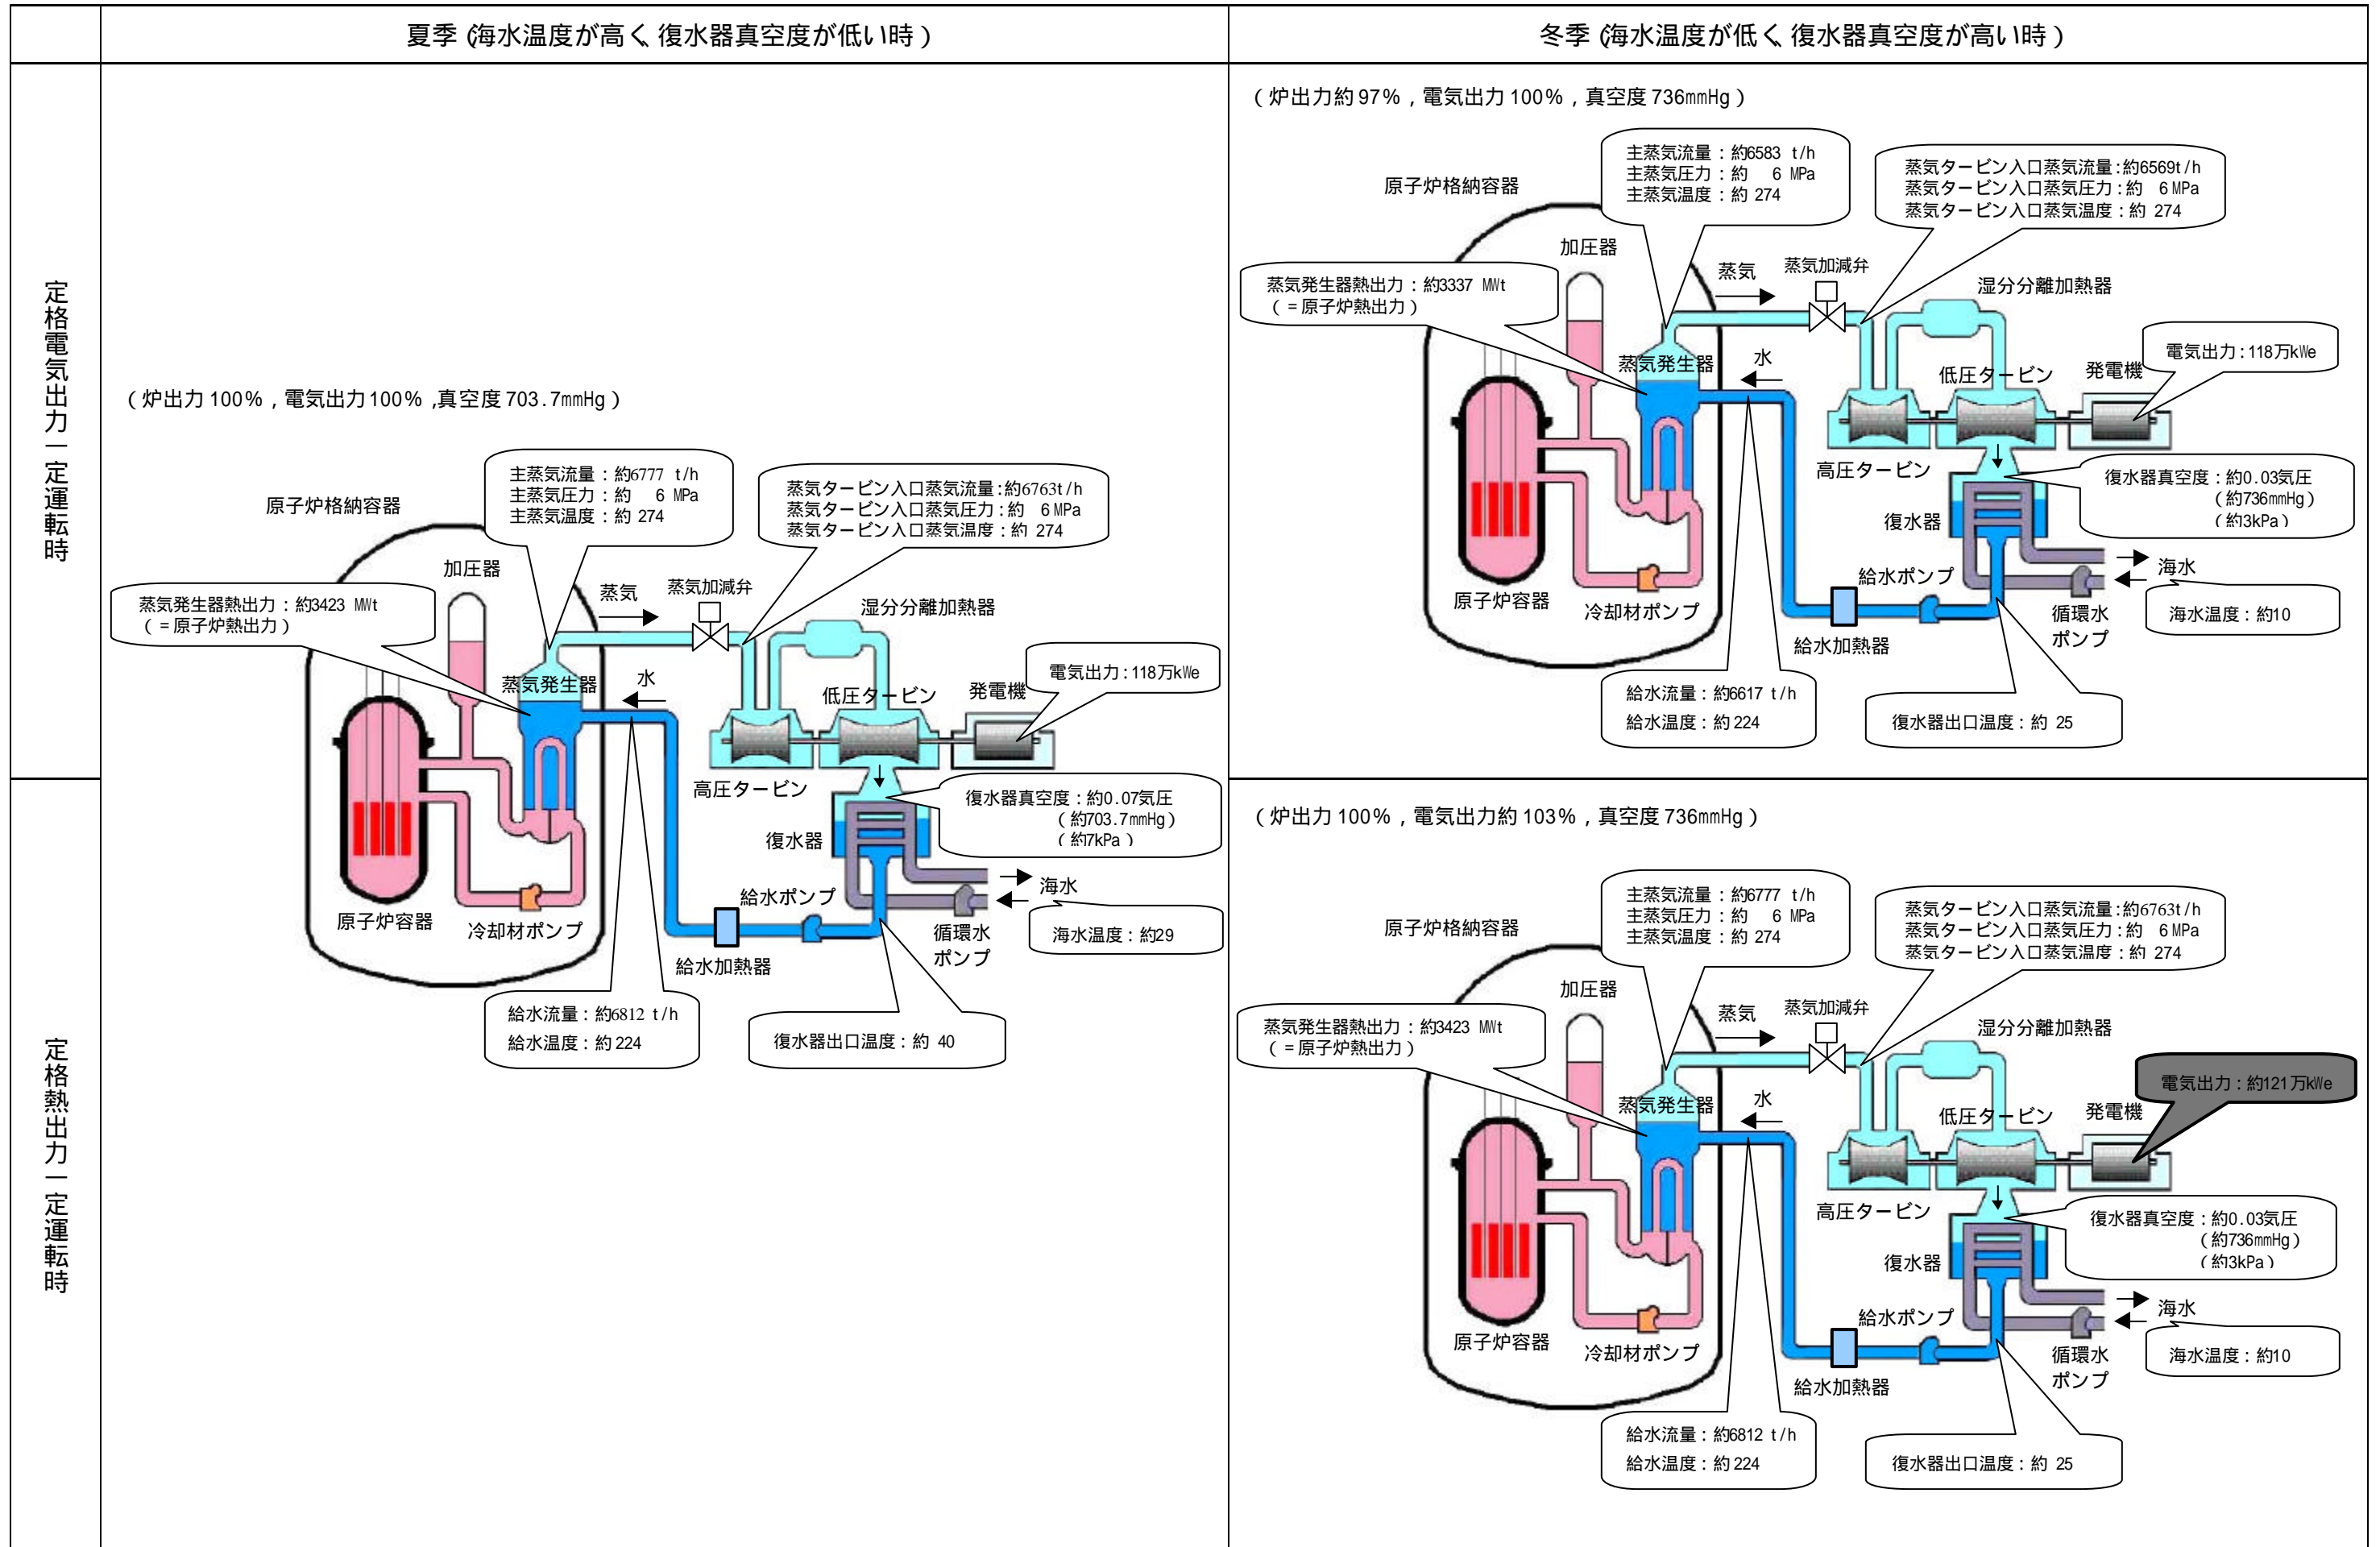 夏季(海水温度が高く、復水器真空度が低い時)
冬季(海水温度が低く、復水器真空度が高い時)
定格電気出力一定運転時
(炉出力100%,電気出力100%,真空度703.7mmHg)
主蒸気流量:約6777 t/h
主蒸気圧力:約 6 MPa
主蒸気温度:約 274
蒸気タービン入口蒸気流量:約6763t/h
蒸気タービン入口蒸気圧力:約 6 MPa
蒸気タービン入口蒸気温度:約 274
原子炉格納容器
加圧器
蒸気
蒸気加減弁
湿分分離加熱器
蒸気発生器熱出力:約3423 MWt
(=原子炉熱出力)
電気出力:118万kWe
蒸気発生器
水
低圧タービン
発電機
高圧タービン
復水器真空度:約0.07気圧
(約703.7mmHg)
(約7kPa)
復水器
海水
給水ポンプ
原子炉容器
冷却材ポンプ
循環水
ポンプ
海水温度:約29
給水加熱器
給水流量:約6812 t/h
給水温度:約224
復水器出口温度:約 40
(炉出力約97%,電気出力100%,真空度736mmHg)
主蒸気流量:約6583 t/h
主蒸気圧力:約 6 MPa
主蒸気温度:約 274
蒸気タービン入口蒸気流量:約6569t/h
蒸気タービン入口蒸気圧力:約 6 MPa
蒸気タービン入口蒸気温度:約 274
原子炉格納容器
加圧器
蒸気
蒸気加減弁
湿分分離加熱器
蒸気発生器熱出力:約3337 MWt
(=原子炉熱出力)
電気出力:118万kWe
蒸気発生器
水
低圧タービン
発電機
高圧タービン
復水器真空度:約0.03気圧
(約736mmHg)
(約3kPa)
復水器
海水
給水ポンプ
原子炉容器
冷却材ポンプ
循環水
ポンプ
海水温度:約10
給水加熱器
給水流量:約6617 t/h
給水温度:約224
復水器出口温度:約 25
定格熱出力一定運転時
(炉出力100%,電気出力約103%,真空度736mmHg)
主蒸気流量:約6777 t/h
主蒸気圧力:約 6 MPa
主蒸気温度:約 274
蒸気タービン入口蒸気流量:約6763t/h
蒸気タービン入口蒸気圧力:約 6 MPa
蒸気タービン入口蒸気温度:約 274
原子炉格納容器
加圧器
蒸気
蒸気加減弁
湿分分離加熱器
蒸気発生器熱出力:約3423 MWt
(=原子炉熱出力)
電気出力:約121万kWe
蒸気発生器
水
低圧タービン
発電機
高圧タービン
復水器真空度:約0.03気圧
(約736mmHg)
(約3kPa)
復水器
海水
給水ポンプ
原子炉容器
冷却材ポンプ
循環水
ポンプ
海水温度:約10
給水加熱器
給水流量:約6812 t/h
給水温度:約224
復水器出口温度:約 25